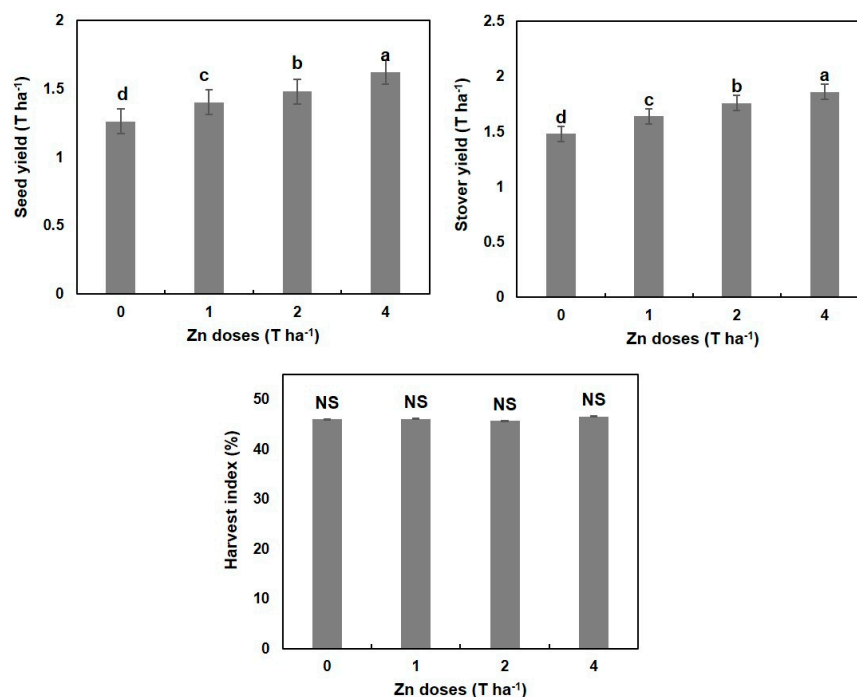 2
1.5
1
0.5
0
Seed yield (T ha⁻¹)
d
c
b
a
0 1 2 4
Zn doses (T ha⁻¹)
2.5
2
1.5
1
0.5
0
Stover yield (T ha⁻¹)
d
c
b
a
0 1 2 4
Zn doses (T ha⁻¹)
50
40
30
20
10
0
Harvest index (%)
NS NS NS NS
0 1 2 4
Zn doses (T ha⁻¹)